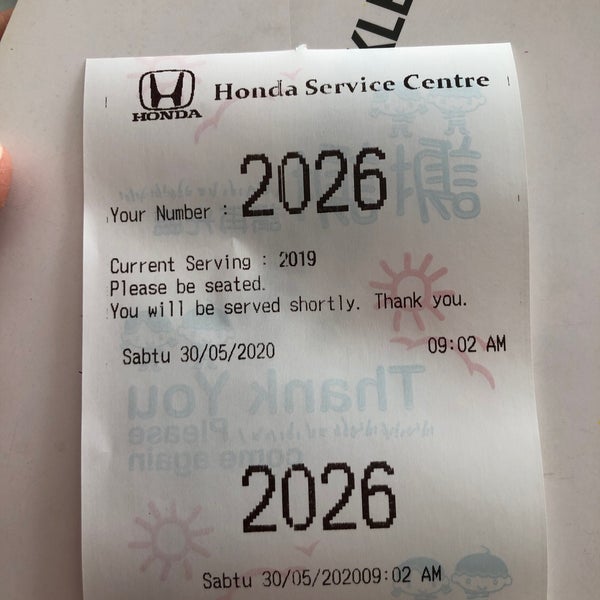 KLE
HONDA
Honda Service Centre
Your Number : 2026
Current Serving : 2019
Please be seated.
You will be served shortly. Thank you.
Sabtu 30/05/2020 09:02 AM
Thank You
Please
come again
2026
Sabtu 30/05/202009:02 AM